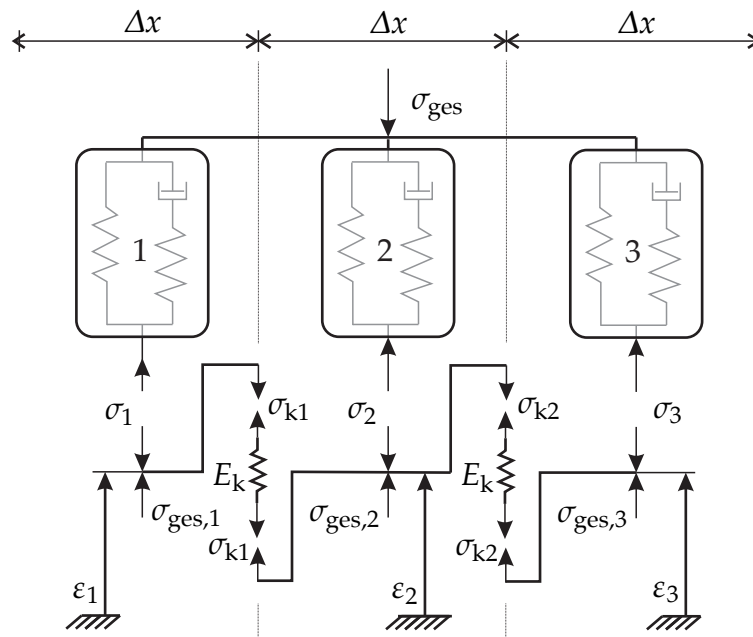 Δx Δx Δx
σges
1 2 3
σ1 σk1 σ2 σk2 σ3
Ek Ek
σges,1 σges,2 σges,3
σk1 σk2
ε1 ε2 ε3